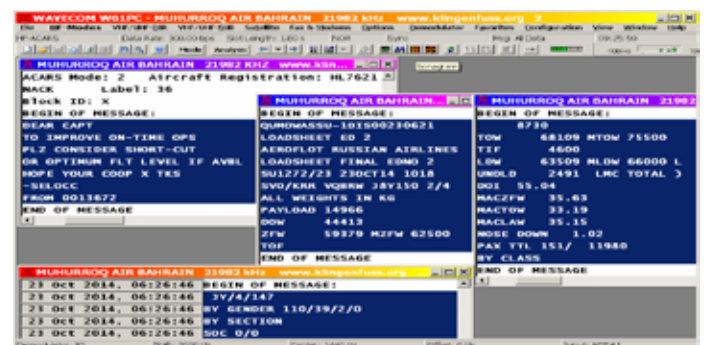 WAVECOM W61PC - MUHURROQ AIR BAHRAIN 21982 kHz www.klingenfuss.org 2
HF-ACARS
MUHURROQ AIR BAHRAIN 21982 KHZ www.klin...
ACARS Mode: 2 Aircraft Registration: HL7621
NACK Label: 36
Block ID: X
BEGIN OF MESSAGE:
DEAR CAPT
TO IMPROVE ON-TIME OPS
PLZ CONSIDER SHORT-CUT
OR OPTIMUM FLT LEVEL IF AVBL
HOPE YOUR COOP X TKS
-SELOCC
FROM 0013672
END OF MESSAGE
MUHURROQ AIR BAHRAIN...
BEGIN OF MESSAGE:
QUHDWASSU~10IS00230621
LOADSHEET ED 2
AEROFLOT RUSSIAN AIRLINES
LOADSHEET FINAL EDNO 2
SU1272/23 23OCT14 1018
SVO/KRR VQBRW J8Y150 2/4
ALL WEIGHTS IN KG
PAYLOAD 14966
DOW 44413
ZFW 59379 MZFW 62500
TOF
END OF MESSAGE
MUHURROQ AIR BAHRAIN 21982
BEGIN OF MESSAGE:
8730
TOW 68109 MTOW 75500
TIF 4600
LDW 63509 MLDW 66000 L
UNDLD 2491 LMC TOTAL )
DOI 55.04
MACZFW 35.63
MACTOW 33.19
MACLAW 35.15
NOSE DOWN 1.02
PAX TTL 151/ 11980
BY CLASS
END OF MESSAGE
MUHURROQ AIR BAHRAIN 21982 kHz www.klingenfuss.org
23 Oct 2014, 06:26:46 BEGIN OF MESSAGE:
23 Oct 2014, 06:26:46 JY/4/147
23 Oct 2014, 06:26:46 BY GENDER 110/39/2/0
23 Oct 2014, 06:26:46 BY SECTION
23 Oct 2014, 06:26:46 SOC 0/0